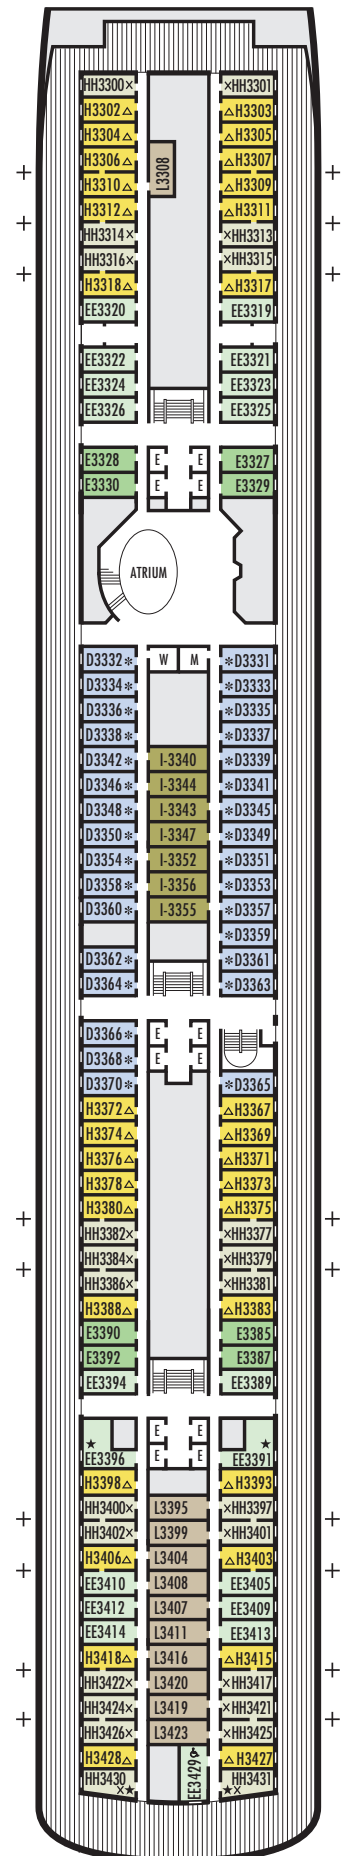 HH3300× ×HH3301
H3302△ △H3303
H3304△ △H3305
H3306△ L3308 △H3307
H3310△ △H3309
H3312△ △H3311
HH3314× ×HH3313
HH3316× ×HH3315
H3318△ △H3317
EE3320 EE3319
EE3322 EE3321
EE3324 EE3323
EE3326 EE3325
E3328 E E E3327
E3330 E E E3329
ATRIUM
D3332* W M *D3331
D3334* *D3333
D3336* *D3335
D3338* *D3337
D3342* I-3340 *D3339
D3346* I-3344 *D3341
D3348* I-3343 *D3345
D3350* I-3347 *D3349
D3354* I-3352 *D3351
D3358* I-3356 *D3353
D3360* I-3355 *D3357
*D3359
D3362* *D3361
D3364* *D3363
D3366* E E
D3368* E E
D3370* *D3365
H3372△ △H3367
H3374△ △H3369
H3376△ △H3371
H3378△ △H3373
H3380△ △H3375
HH3382× ×HH3377
HH3384× ×HH3379
HH3386× ×HH3381
H3388△ △H3383
E3390 E3385
E3392 E3387
EE3394 EE3389
★ E E ★
EE3396 E E EE3391
H3398△ △H3393
HH3400× L3395 ×HH3397
HH3402× L3399 ×HH3401
H3406△ L3404 △H3403
EE3410 L3408 EE3405
EE3412 L3407 EE3409
EE3414 L3411 EE3413
H3418△ L3416 △H3415
HH3422× L3420 ×HH3417
HH3424× L3419 ×HH3421
HH3426× L3423 ×HH3425
H3428△ EE3429 △H3427
HH3430 HH3431
×★ ★×